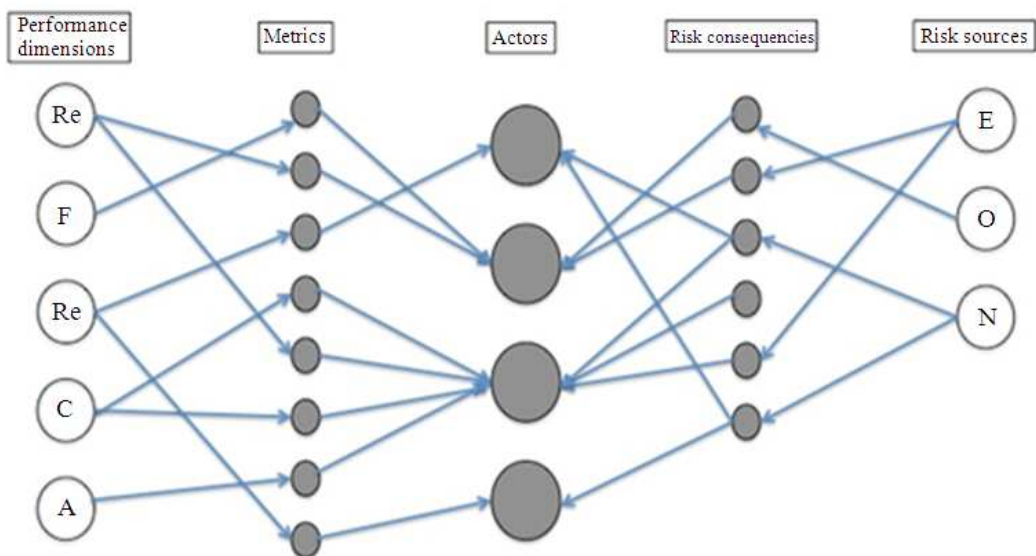 Performance
dimensions
Metrics
Actors
Risk consequencies
Risk sources
Re
F
Re
C
A
E
O
N